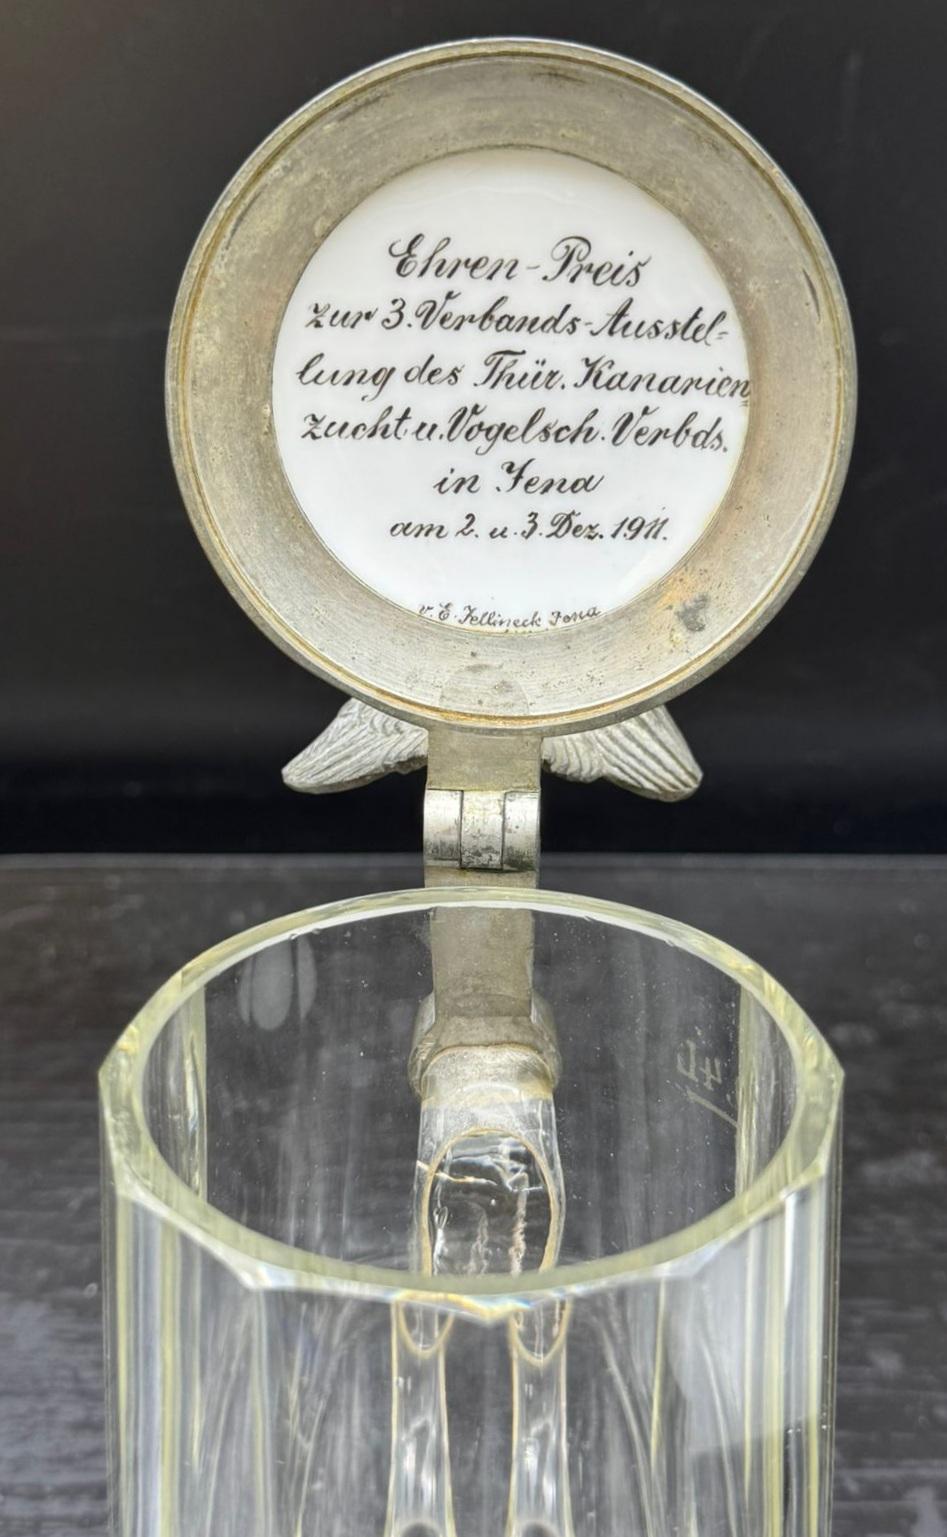 Ehren-Preis
zur 3. Verbands-Ausstel-
lung des Thür. Kanarien-
zucht u. Vogelsch. Verbds.
in Jena
am 2. u. 3. Dez. 1911.
v. E. Jellineck Jena